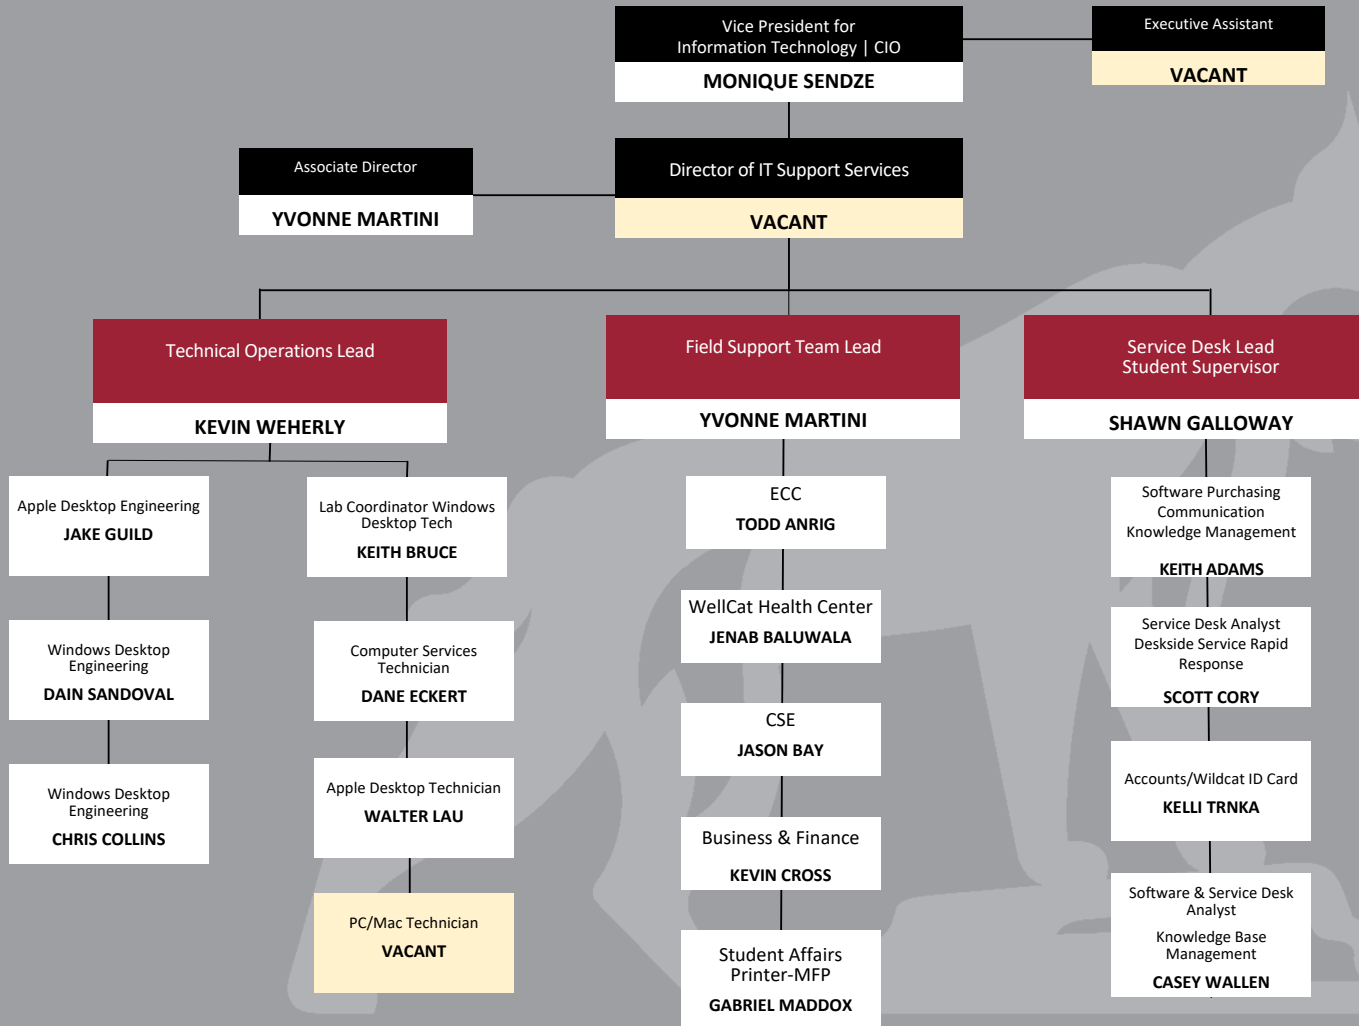 Vice President for
Information Technology | CIO
MONIQUE SENDZE
Executive Assistant
VACANT
Associate Director
YVONNE MARTINI
Director of IT Support Services
VACANT
Technical Operations Lead
KEVIN WEHERLY
Field Support Team Lead
YVONNE MARTINI
Service Desk Lead
Student Supervisor
SHAWN GALLOWAY
Apple Desktop Engineering
JAKE GUILD
Windows Desktop
Engineering
DAIN SANDOVAL
Windows Desktop
Engineering
CHRIS COLLINS
Lab Coordinator Windows
Desktop Tech
KEITH BRUCE
Computer Services
Technician
DANE ECKERT
Apple Desktop Technician
WALTER LAU
PC/Mac Technician
VACANT
ECC
TODD ANRIG
WellCat Health Center
JENAB BALUWALA
CSE
JASON BAY
Business & Finance
KEVIN CROSS
Student Affairs
Printer-MFP
GABRIEL MADDOX
Software Purchasing
Communication
Knowledge Management
KEITH ADAMS
Service Desk Analyst
Deskside Service Rapid
Response
SCOTT CORY
Accounts/Wildcat ID Card
KELLI TRNKA
Software & Service Desk
Analyst
Knowledge Base
Management
CASEY WALLEN